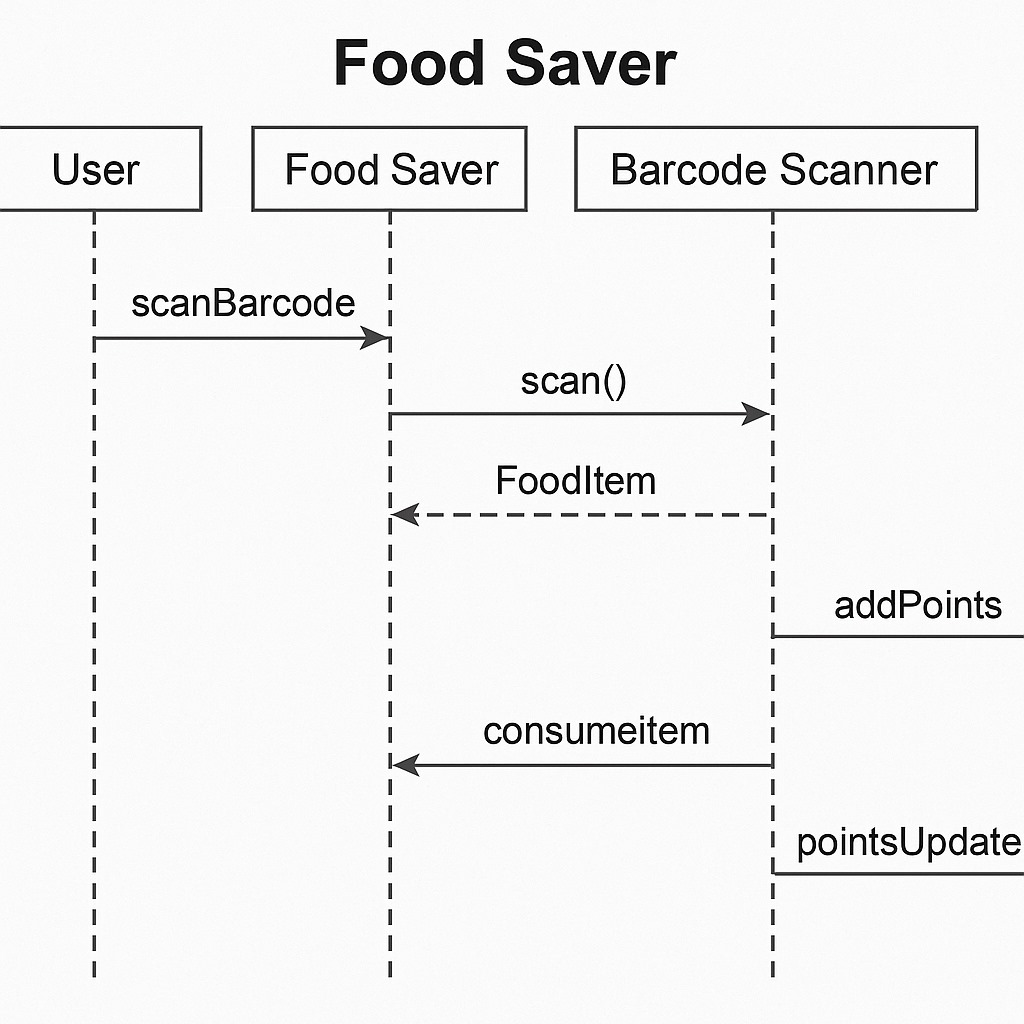 Food Saver
User
Food Saver
Barcode Scanner
scanBarcode
scan()
FoodItem
addPoints
consumeitem
pointsUpdate